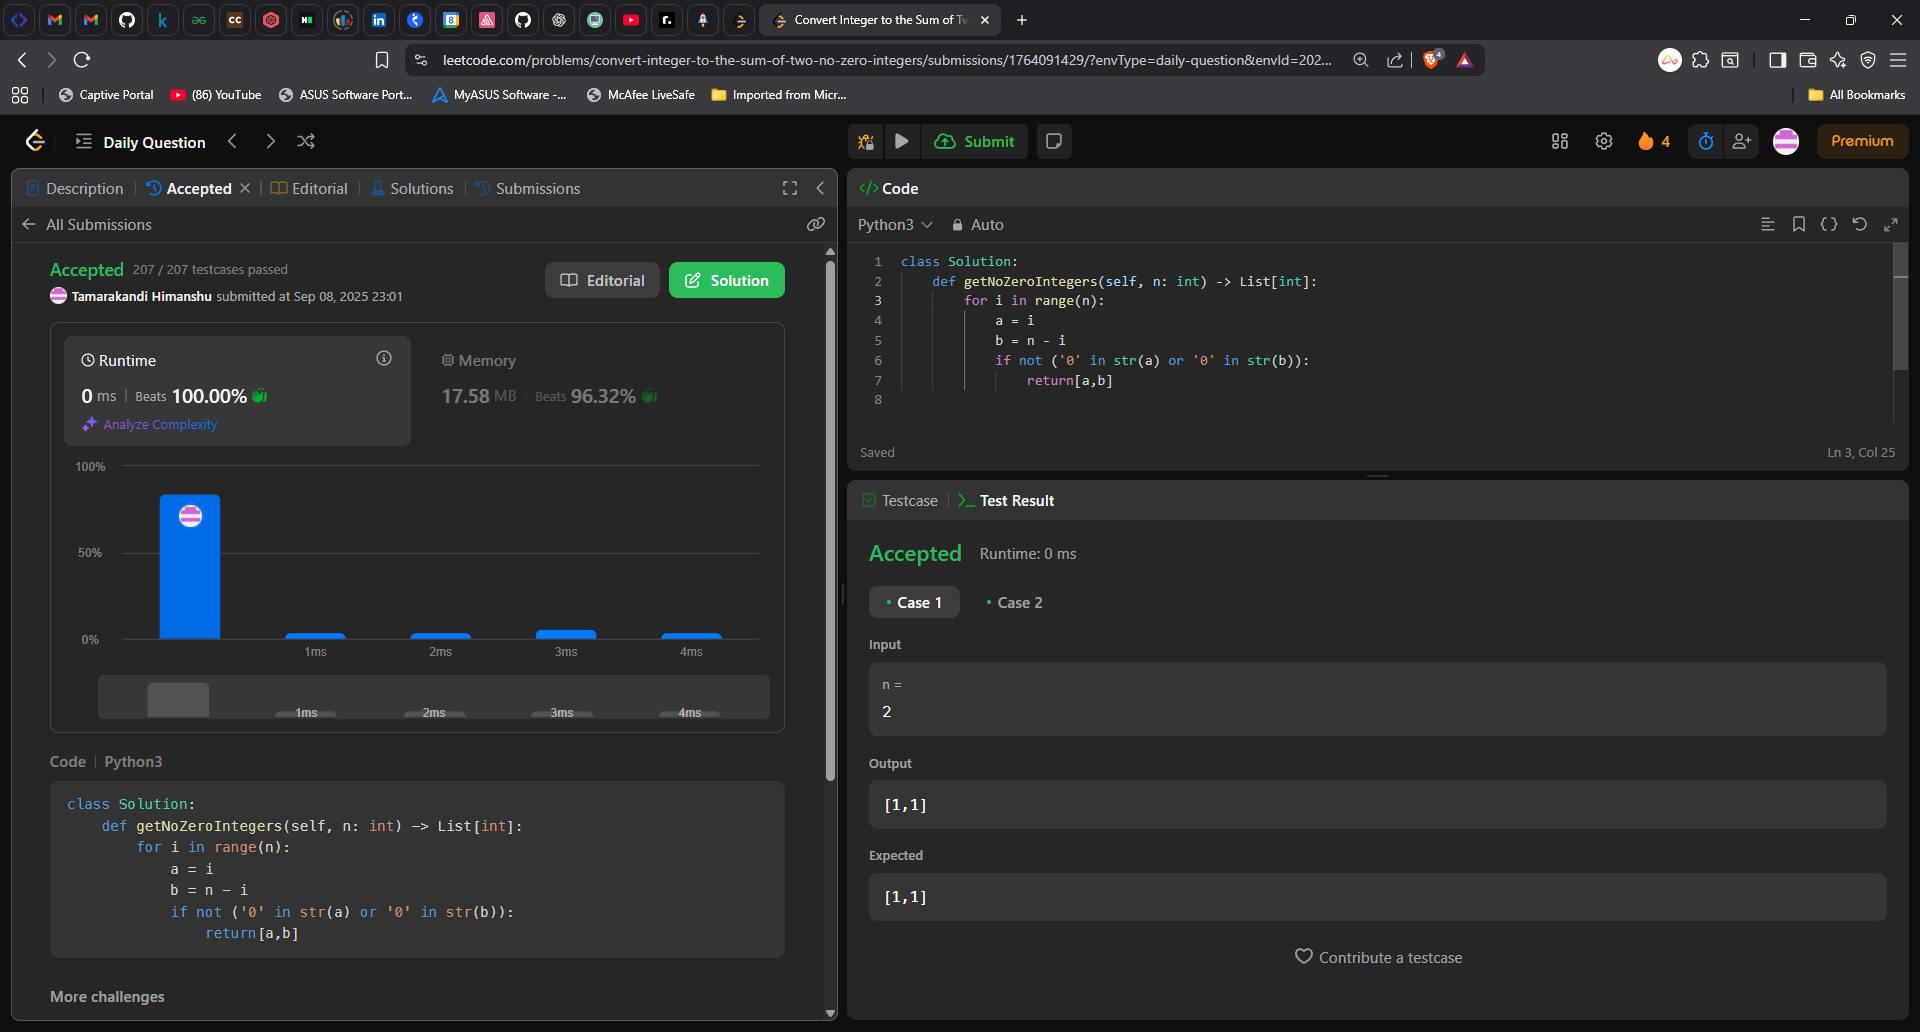 Convert Integer to the Sum of Tw
leetcode.com/problems/convert-integer-to-the-sum-of-two-no-zero-integers/submissions/1764091429/?envType=daily-question&envId=202...
4
Captive Portal
(86) YouTube
ASUS Software Port...
MyASUS Software -...
McAfee LiveSafe
Imported from Micr...
All Bookmarks
Daily Question
Submit
4
Premium
Description
Accepted
Editorial
Solutions
Submissions
All Submissions
Accepted 207 / 207 testcases passed
Tamarakandi Himanshu submitted at Sep 08, 2025 23:01
Editorial
Solution
Runtime
0 ms | Beats 100.00%
Analyze Complexity
Memory
17.58 MB | Beats 96.32%
100%
50%
0%
1ms 2ms 3ms 4ms
1ms 2ms 3ms 4ms
Code | Python3
class Solution:
    def getNoZeroIntegers(self, n: int) -> List[int]:
        for i in range(n):
            a = i
            b = n - i
            if not ('0' in str(a) or '0' in str(b)):
                return[a,b]
More challenges
</> Code
Python3
Auto
1 class Solution:
2     def getNoZeroIntegers(self, n: int) -> List[int]:
3         for i in range(n):
4             a = i
5             b = n - i
6             if not ('0' in str(a) or '0' in str(b)):
7                 return[a,b]
8
Saved
Ln 3, Col 25
Testcase
>_ Test Result
Accepted Runtime: 0 ms
Case 1
Case 2
Input
n =
2
Output
[1,1]
Expected
[1,1]
Contribute a testcase